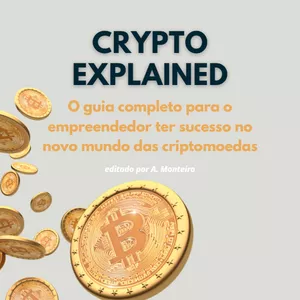 CRYPTO
EXPLAINED
O guia completo para o
empreendedor ter sucesso no
novo mundo das criptomoedas
editado por A. Monteiro